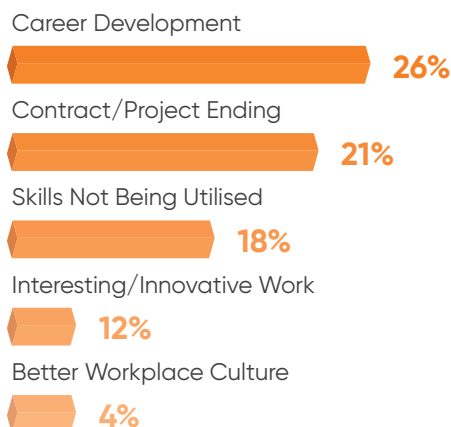 Career Development
26%
Contract/Project Ending
21%
Skills Not Being Utilised
18%
Interesting/Innovative Work
12%
Better Workplace Culture
4%